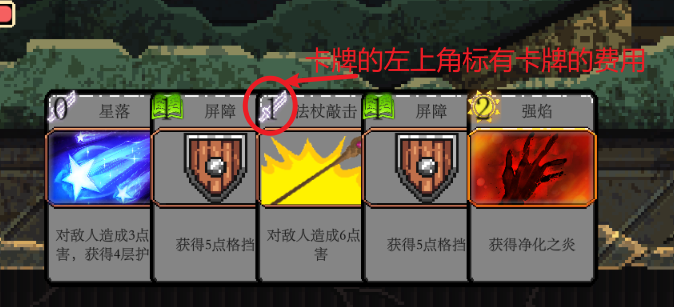 卡牌的左上角标有卡牌的费用
0 星落
1 屏障
1 法杖敲击
1 屏障
2 强焰
对敌人造成3点
害，获得4层护
获得5点格挡
对敌人造成6点
害
获得5点格挡
获得净化之炎